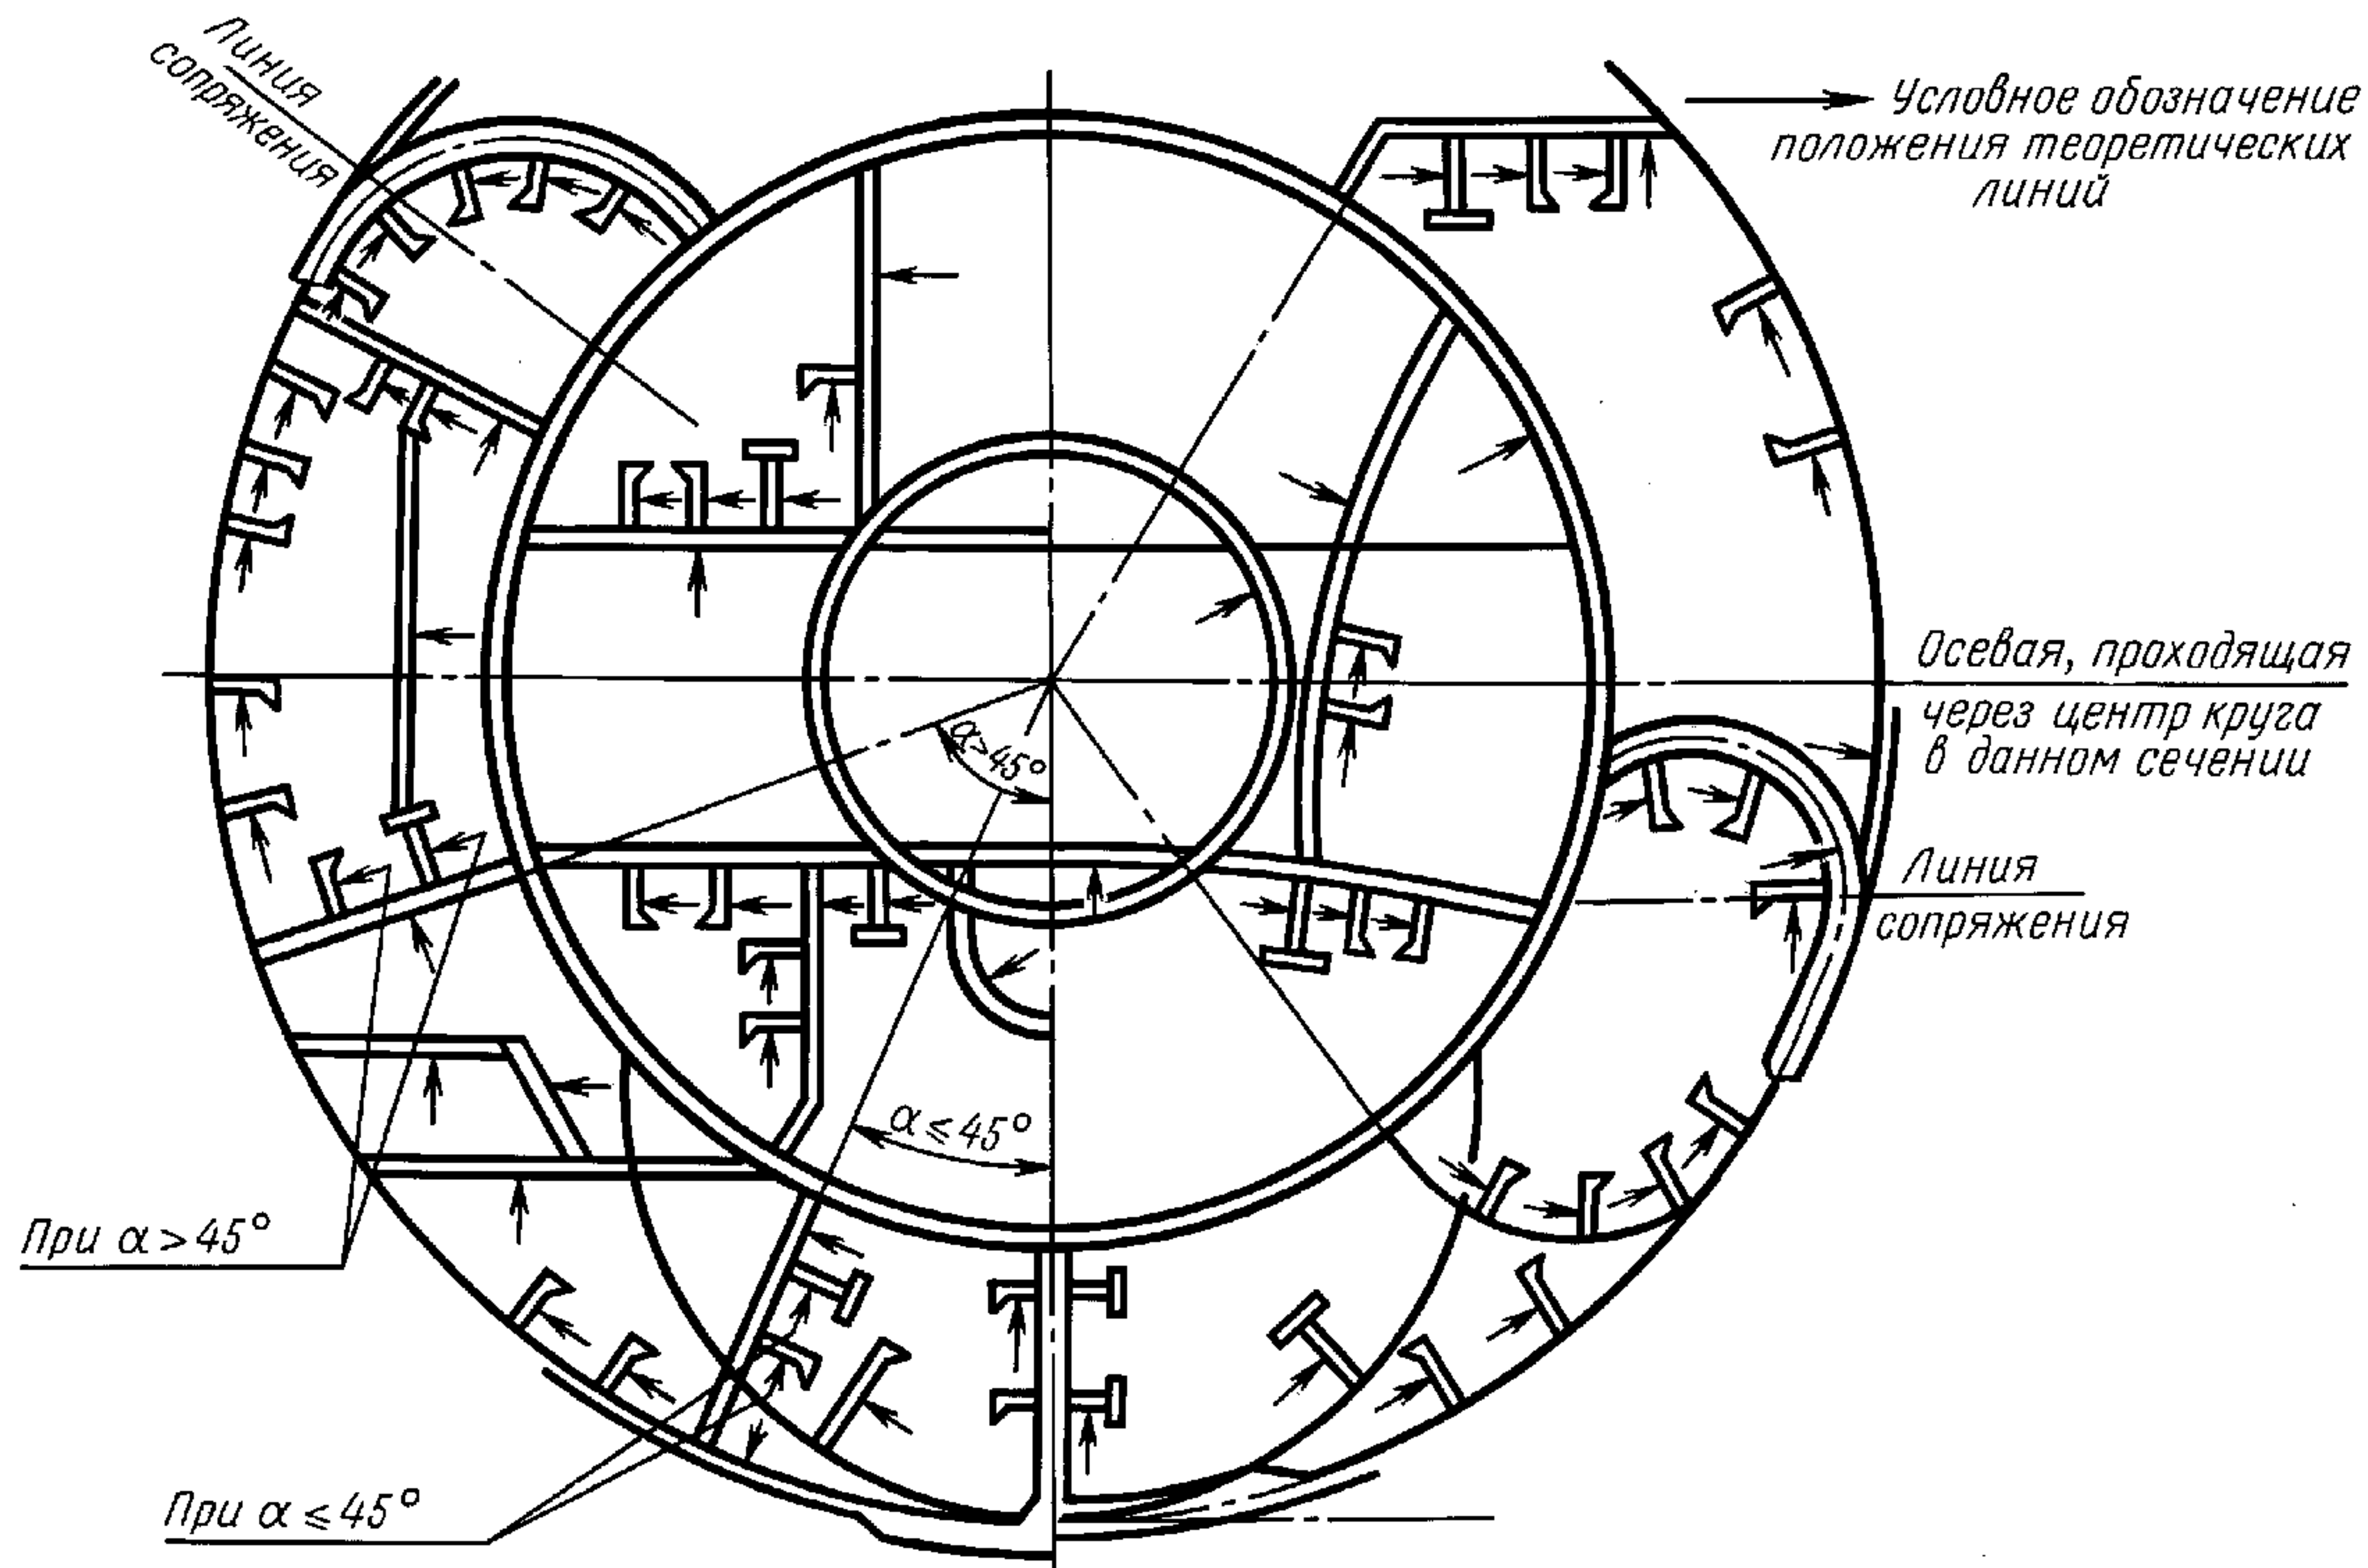 Линия
сопряжения
Условное обозначение
положения теоретических
линий
Осевая, проходящая
через центр круга
в данном сечении
α>45°
Линия
сопряжения
α≤45°
При α>45°
При α≤45°